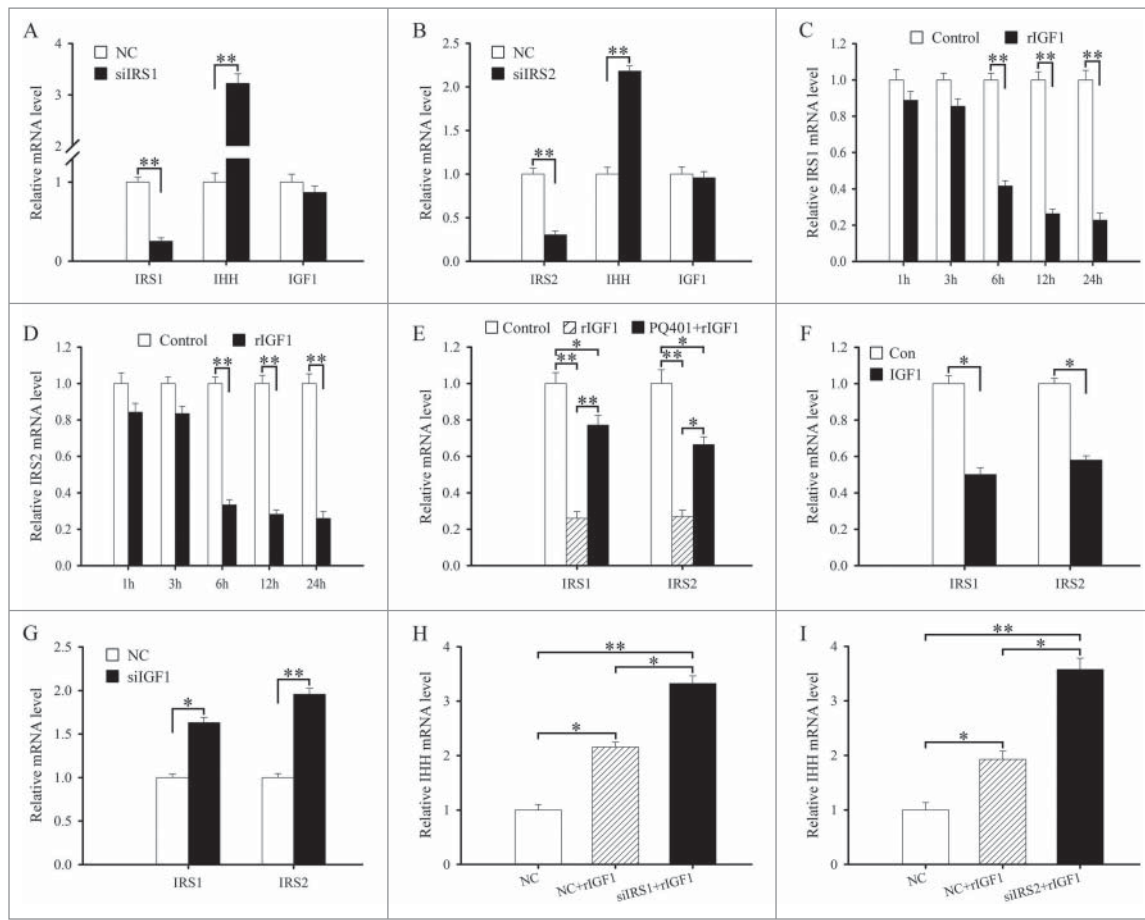 A
NC
siIRS1
Relative mRNA level
4
3
2
1
0
**
**
IRS1 IHH IGF1
B
NC
siIRS2
Relative mRNA level
2.5
2.0
1.5
1.0
0.5
0.0
**
**
IRS2 IHH IGF1
C
Control rIGF1
Relative IRS1 mRNA level
1.2
1.0
0.8
0.6
0.4
0.2
0.0
** ** **
1h 3h 6h 12h 24h
D
Control rIGF1
Relative IRS2 mRNA level
1.2
1.0
0.8
0.6
0.4
0.2
0.0
** ** **
1h 3h 6h 12h 24h
E
Control rIGF1 PQ401+rIGF1
Relative mRNA level
1.2
1.0
0.8
0.6
0.4
0.2
0.0
* *
** **
** *
IRS1 IRS2
F
Con
IGF1
Relative mRNA level
1.2
1.0
0.8
0.6
0.4
0.2
0.0
* *
IRS1 IRS2
G
NC
siIGF1
Relative mRNA level
2.5
2.0
1.5
1.0
0.5
0.0
* **
IRS1 IRS2
H
Relative IHH mRNA level
4
3
2
1
0
**
*
*
NC NC+rIGF1 siIRS1+rIGF1
I
Relative IHH mRNA level
4
3
2
1
0
**
*
*
NC NC+rIGF1 siIRS2+rIGF1